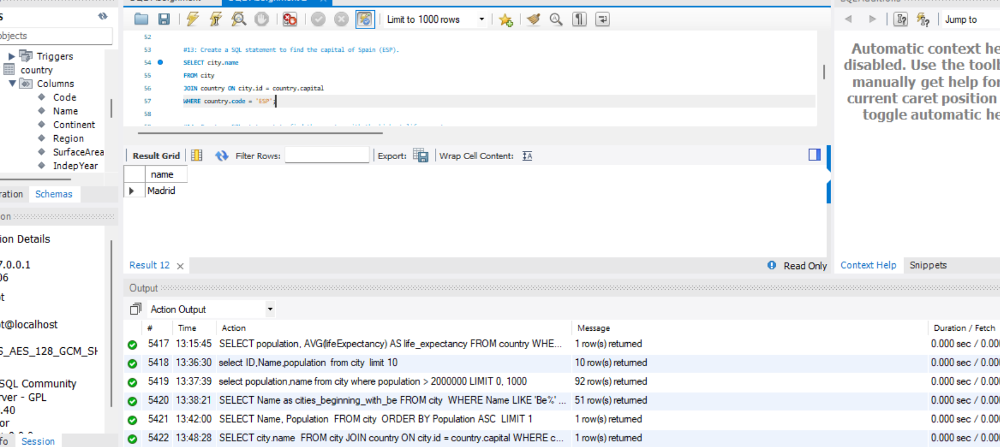 Limit to 1000 rows
Jump to
objects
Triggers
country
Columns
Code
Name
Continent
Region
SurfaceArea
IndepYear
Schemas
52
53 #13: Create a SQL statement to find the capital of Spain (ESP).
54 SELECT city.name
55 FROM city
56 JOIN country ON city.id = country.capital
57 WHERE country.code = 'ESP';
58
Automatic context he
disabled. Use the tool
manually get help for
current caret position
toggle automatic he
Result Grid Filter Rows: Export: Wrap Cell Content:
name
Madrid
Result 12
Read Only
Context Help Snippets
ion Details
7.0.0.1
06
t@localhost
S_AES_128_GCM_SH
SQL Community
rver - GPL
.40
or
fo Session
Output
Action Output
# Time Action Message Duration / Fetch
5417 13:15:45 SELECT population, AVG(lifeExpectancy) AS life_expectancy FROM country WHE... 1 row(s) returned 0.000 sec / 0.00
5418 13:36:30 select ID,Name,population from city limit 10 10 row(s) returned 0.000 sec / 0.00
5419 13:37:39 select population,name from city where population > 2000000 LIMIT 0, 1000 92 row(s) returned 0.000 sec / 0.00
5420 13:38:21 SELECT Name as cities_beginning_with_be FROM city WHERE Name LIKE 'Be%' ... 51 row(s) returned 0.000 sec / 0.00
5421 13:42:00 SELECT Name, Population FROM city ORDER BY Population ASC LIMIT 1 1 row(s) returned 0.000 sec / 0.00
5422 13:48:28 SELECT city.name FROM city JOIN country ON city.id = country.capital WHERE c... 1 row(s) returned 0.000 sec / 0.00